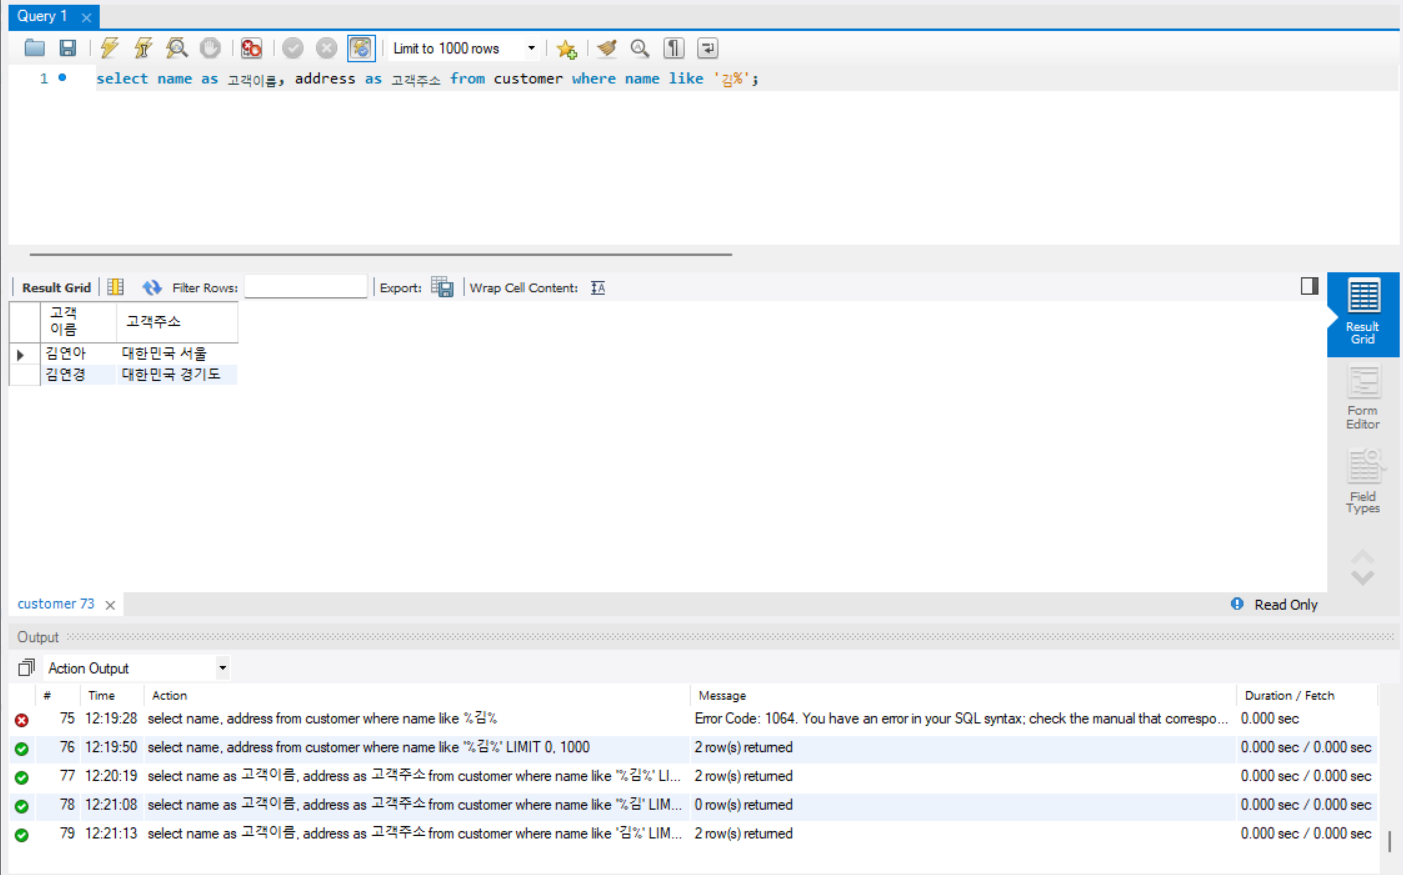 Query 1
Limit to 1000 rows
1 select name as 고객이름, address as 고객주소 from customer where name like '김%';
Result Grid Filter Rows: Export: Wrap Cell Content:
고객이름 고객주소
김연아 대한민국 서울
김연경 대한민국 경기도
Result Grid
Form Editor
Field Types
customer 73 Read Only
Output
Action Output
# Time Action Message Duration / Fetch
75 12:19:28 select name, address from customer where name like %김% Error Code: 1064. You have an error in your SQL syntax; check the manual that correspo... 0.000 sec
76 12:19:50 select name, address from customer where name like '%김%' LIMIT 0, 1000 2 row(s) returned 0.000 sec / 0.000 sec
77 12:20:19 select name as 고객이름, address as 고객주소 from customer where name like '%김%' LI... 2 row(s) returned 0.000 sec / 0.000 sec
78 12:21:08 select name as 고객이름, address as 고객주소 from customer where name like '%김' LIM... 0 row(s) returned 0.000 sec / 0.000 sec
79 12:21:13 select name as 고객이름, address as 고객주소 from customer where name like '김%' LIM... 2 row(s) returned 0.000 sec / 0.000 sec